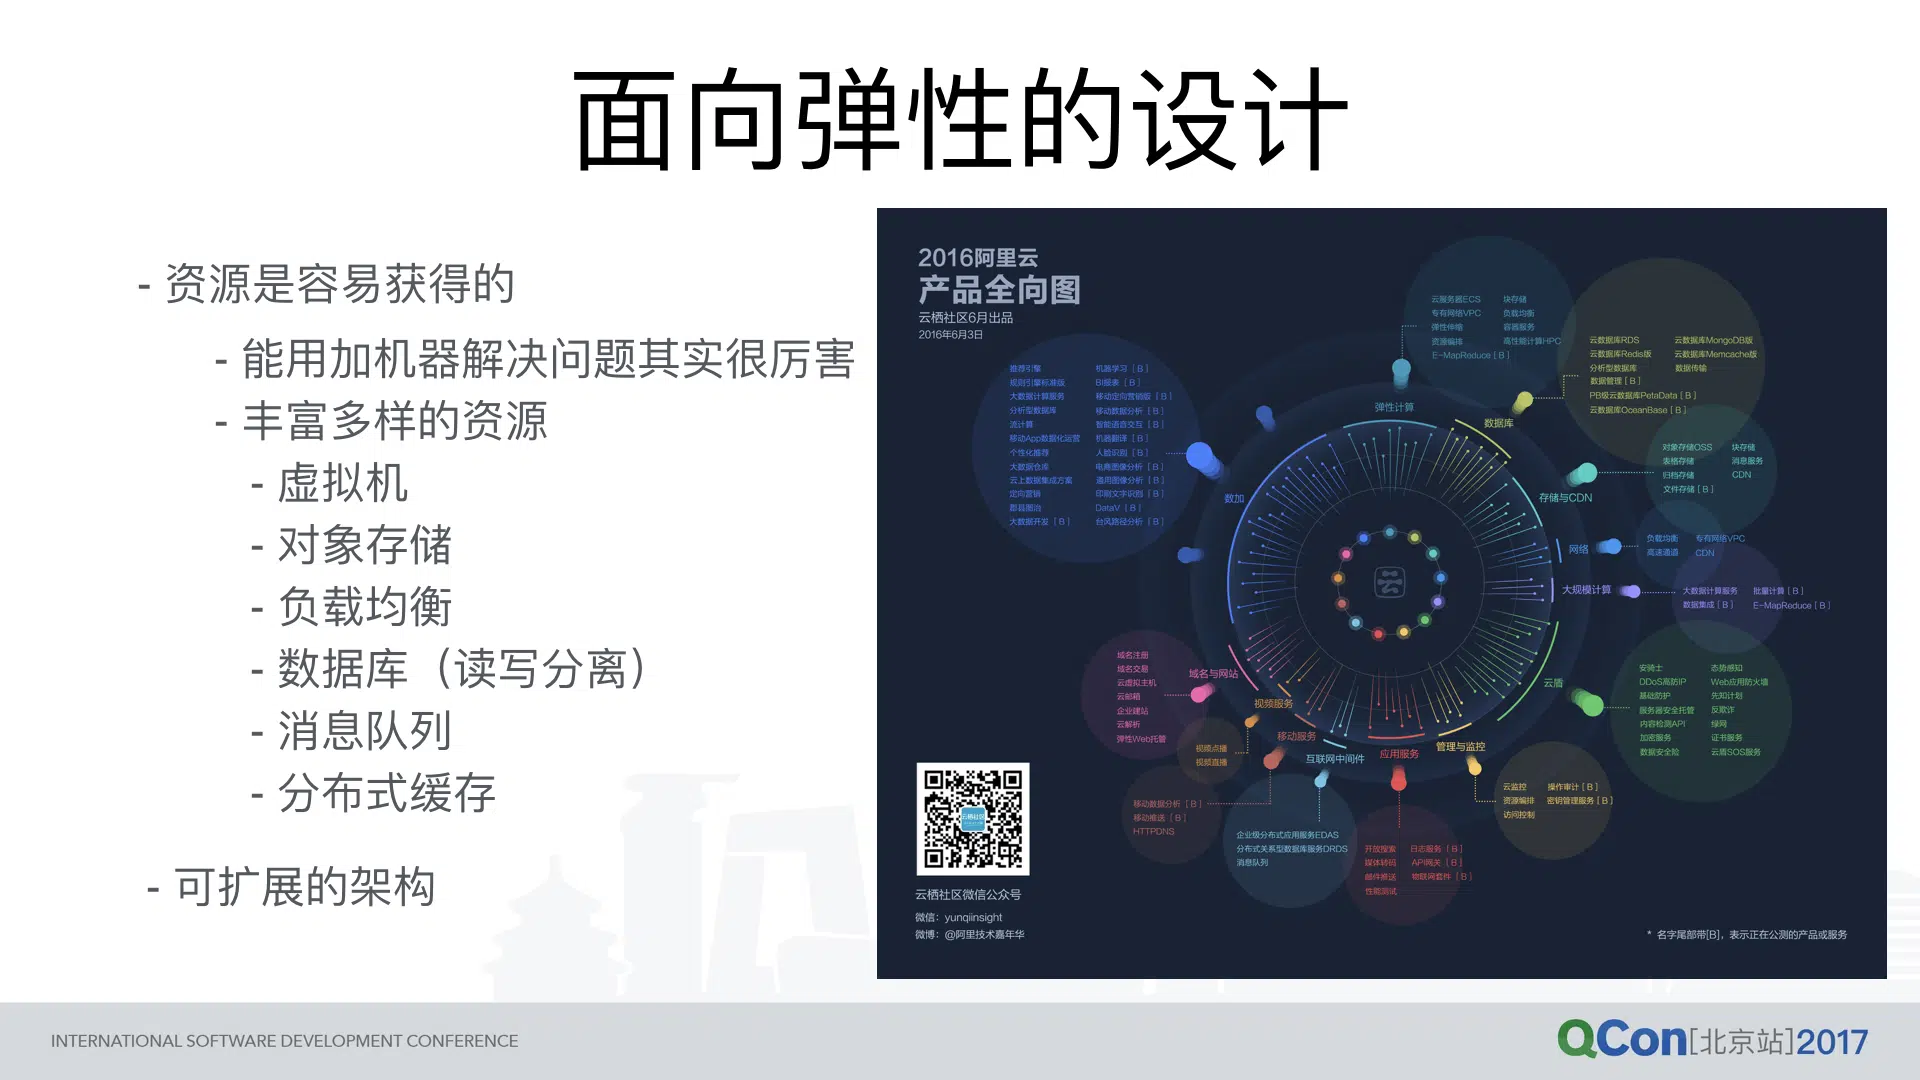 面向弹性的设计
- 资源是容易获得的
- 能用加机器解决问题其实很厉害
- 丰富多样的资源
- 虚拟机
- 对象存储
- 负载均衡
- 数据库（读写分离）
- 消息队列
- 分布式缓存
- 可扩展的架构
2016阿里云
产品全向图
云栖社区6月出品
2016年6月3日
推荐引擎 机器学习 [ B ]
规则引擎标准版 BI报表 [ B ]
大数据计算服务 移动定向营销版 [ B ]
分析型数据库 移动数据分析 [ B ]
流计算 智能语音交互 [ B ]
移动App数据化运营 机器翻译 [ B ]
个性化推荐 人脸识别 [ B ]
大数据仓库 电商图像分析 [ B ]
云上数据集成方案 通用图像分析 [ B ]
定向营销 印刷文字识别 [ B ]
郡县图治 DataV [ B ]
大数据开发 [ B ] 台风路径分析 [ B ]
数加
云服务器ECS 块存储
专有网络VPC 负载均衡
弹性伸缩 容器服务
资源编排 高性能计算HPC
E-MapReduce [ B ]
弹性计算
云数据库RDS 云数据库MongoDB版
云数据库Redis版 云数据库Memcache版
分析型数据库 数据传输
数据管理 [ B ]
PB级云数据库PetaData [ B ]
云数据库OceanBase [ B ]
数据库
对象存储OSS 块存储
表格存储 消息服务
归档存储 CDN
文件存储 [ B ]
存储与CDN
网络
负载均衡 专有网络VPC
高速通道 CDN
大规模计算
大数据计算服务 批量计算 [ B ]
数据集成 [ B ] E-MapReduce [ B ]
云盾
安骑士 态势感知
DDoS高防IP Web应用防火墙
基础防护 先知计划
服务器安全托管 反欺诈
内容检测API 绿网
加密服务 证书服务
数据安全险 云盾SOS服务
管理与监控
云监控 操作审计 [ B ]
资源编排 密钥管理服务 [ B ]
访问控制
应用服务
开放搜索 日志服务 [ B ]
媒体转码 API网关 [ B ]
邮件推送 物联网套件 [ B ]
性能测试
互联网中间件
企业级分布式应用服务EDAS
分布式关系型数据库服务DRDS
消息队列
移动服务
移动数据分析 [ B ]
移动推送 [ B ]
HTTPDNS
视频服务
视频点播
视频直播
域名与网站
域名注册
域名交易
云虚拟主机
云邮箱
企业建站
云解析
弹性Web托管
云栖社区
云栖社区微信公众号
微信：yunqiinsight
微博：@阿里技术嘉年华
* 名字尾部带[B]，表示正在公测的产品或服务
INTERNATIONAL SOFTWARE DEVELOPMENT CONFERENCE
QCon[北京站]2017